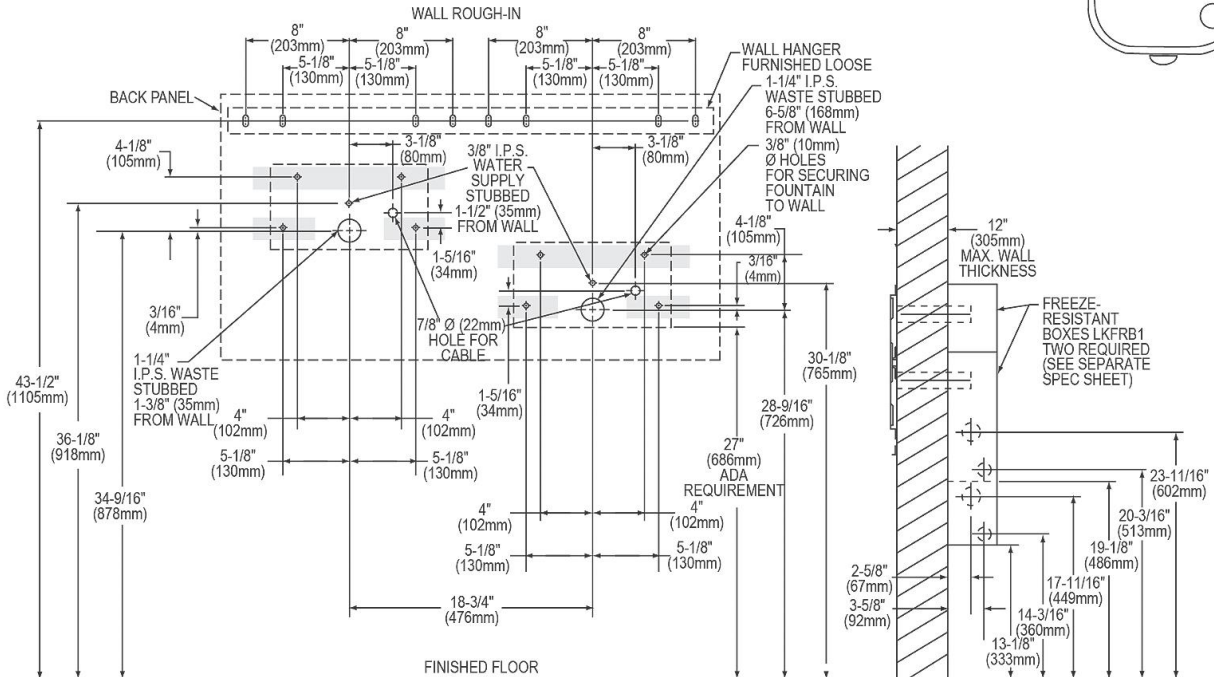 WALL ROUGH-IN
8"
(203mm)
8"
(203mm)
8"
(203mm)
8"
(203mm)
5-1/8"
(130mm)
5-1/8"
(130mm)
5-1/8"
(130mm)
5-1/8"
(130mm)
BACK PANEL
WALL HANGER
FURNISHED LOOSE
1-1/4" I.P.S.
WASTE STUBBED
6-5/8" (168mm)
FROM WALL
3/8" (10mm)
Ø HOLES
FOR SECURING
FOUNTAIN
TO WALL
4-1/8"
(105mm)
3-1/8"
(80mm)
3/8" I.P.S.
WATER
SUPPLY
STUBBED
1-1/2" (35mm)
FROM WALL
3-1/8"
(80mm)
4-1/8"
(105mm)
3/16"
(4mm)
1-5/16"
(34mm)
12"
(305mm)
MAX. WALL
THICKNESS
FREEZE-
RESISTANT
BOXES LKFRB1
TWO REQUIRED
(SEE SEPARATE
SPEC SHEET)
3/16"
(4mm)
7/8" Ø (22mm)
HOLE FOR
CABLE
1-1/4"
I.P.S. WASTE
STUBBED
1-3/8" (35mm)
FROM WALL
43-1/2"
(1105mm)
30-1/8"
(765mm)
1-5/16"
(34mm)
28-9/16"
(726mm)
4"
(102mm)
4"
(102mm)
36-1/8"
(918mm)
27"
(686mm)
ADA
REQUIREMENT
5-1/8"
(130mm)
5-1/8"
(130mm)
34-9/16"
(878mm)
4"
(102mm)
4"
(102mm)
5-1/8"
(130mm)
5-1/8"
(130mm)
18-3/4"
(476mm)
23-11/16"
(602mm)
20-3/16"
(513mm)
19-1/8"
(486mm)
17-11/16"
(449mm)
14-3/16"
(360mm)
13-1/8"
(333mm)
2-5/8"
(67mm)
3-5/8"
(92mm)
FINISHED FLOOR